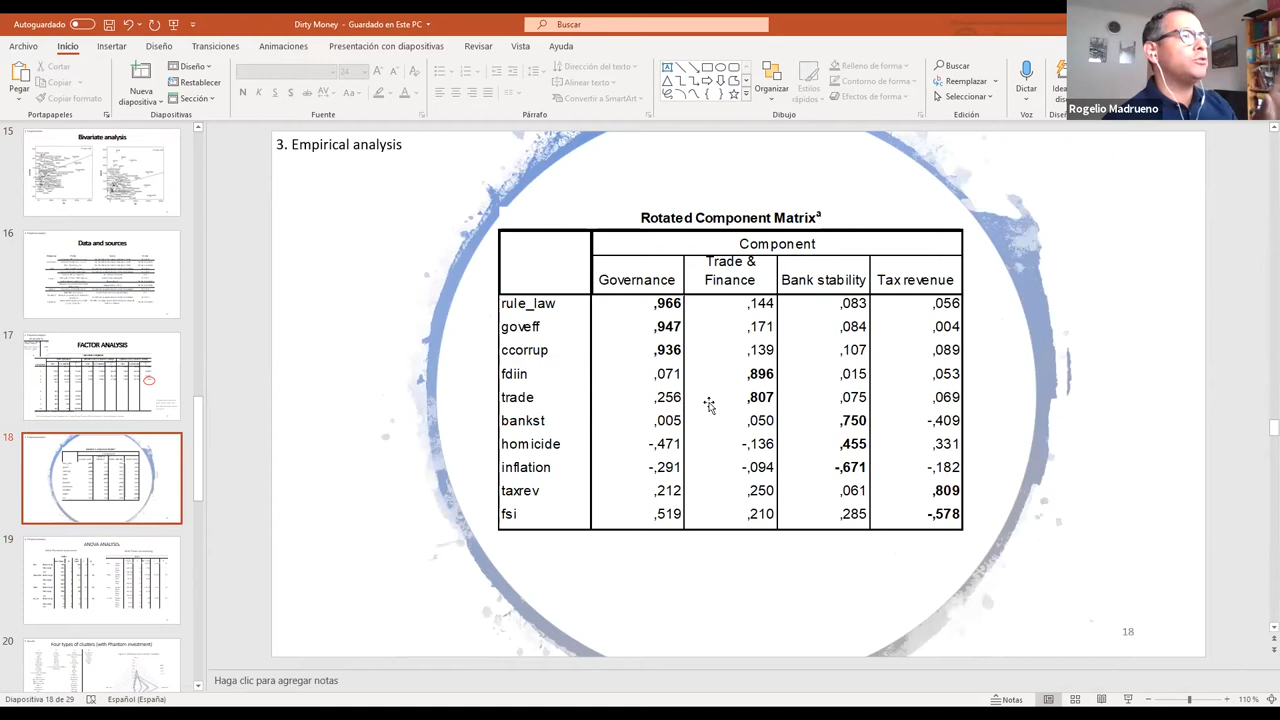 Autoguardado
Dirty Money - Guardado en Este PC
Buscar
Archivo Inicio Insertar Diseño Transiciones Animaciones Presentación con diapositivas Revisar Vista Ayuda
Pegar
Cortar
Copiar
Copiar formato
Portapapeles
Nueva
diapositiva
Diseño
Restablecer
Sección
Diapositivas
24
N K S
Fuente
Dirección del texto
Alinear texto
Convertir a SmartArt
Párrafo
Organizar
Estilos
rápidos
Relleno de forma
Contorno de forma
Efectos de forma
Dibujo
Buscar
Reemplazar
Seleccionar
Edición
Dictar
Voz
Rogelio Madrueno
15
Bivariate analysis
16
Data and sources
17
FACTOR ANALYSIS
18
19
ANOVA ANALYSIS
20
Four types of clusters (with Phantom investment)
3. Empirical analysis
Rotated Component Matrixa
Component
Governance Trade & Finance Bank stability Tax revenue
rule_law ,966 ,144 ,083 ,056
goveff ,947 ,171 ,084 ,004
ccorrup ,936 ,139 ,107 ,089
fdiin ,071 ,896 ,015 ,053
trade ,256 ,807 ,075 ,069
bankst ,005 ,050 ,750 -,409
homicide -,471 -,136 ,455 ,331
inflation -,291 -,094 -,671 -,182
taxrev ,212 ,250 ,061 ,809
fsi ,519 ,210 ,285 -,578
18
Haga clic para agregar notas
Diapositiva 18 de 29 Español (España) Notas 110 %